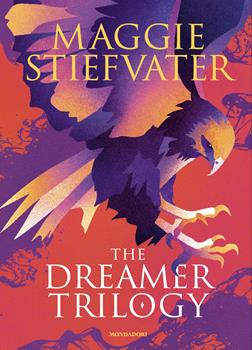 MAGGIE
STIEFVATER
THE
DREAMER
TRILOGY
MONDADORI